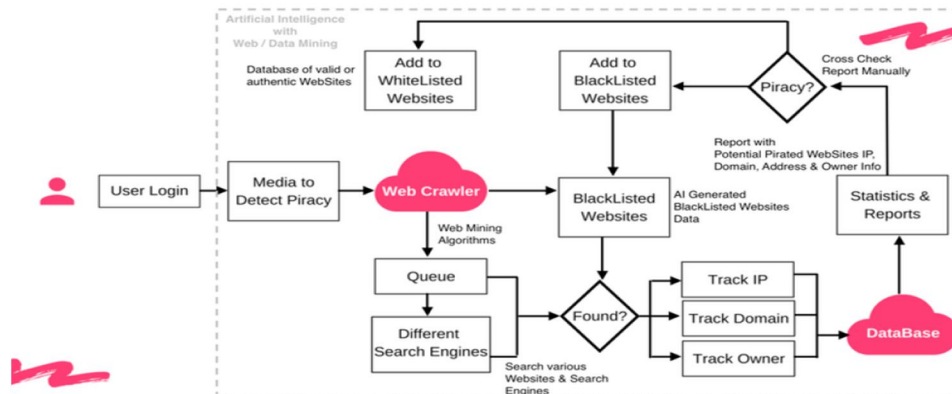 Artificial Intelligence
with
Web / Data Mining
Database of valid or
authentic WebSites
Add to
WhiteListed
Websites
Add to
BlackListed
Websites
Piracy?
Cross Check
Report Manually
Report with
Potential Pirated WebSites IP,
Domain, Address & Owner Info
User Login
Media to
Detect Piracy
Web Crawler
BlackListed
Websites
AI Generated
BlackListed Websites
Data
Statistics &
Reports
Web Mining
Algorithms
Queue
Different
Search Engines
Found?
Track IP
Track Domain
Track Owner
DataBase
Search various
Websites & Search
Engines